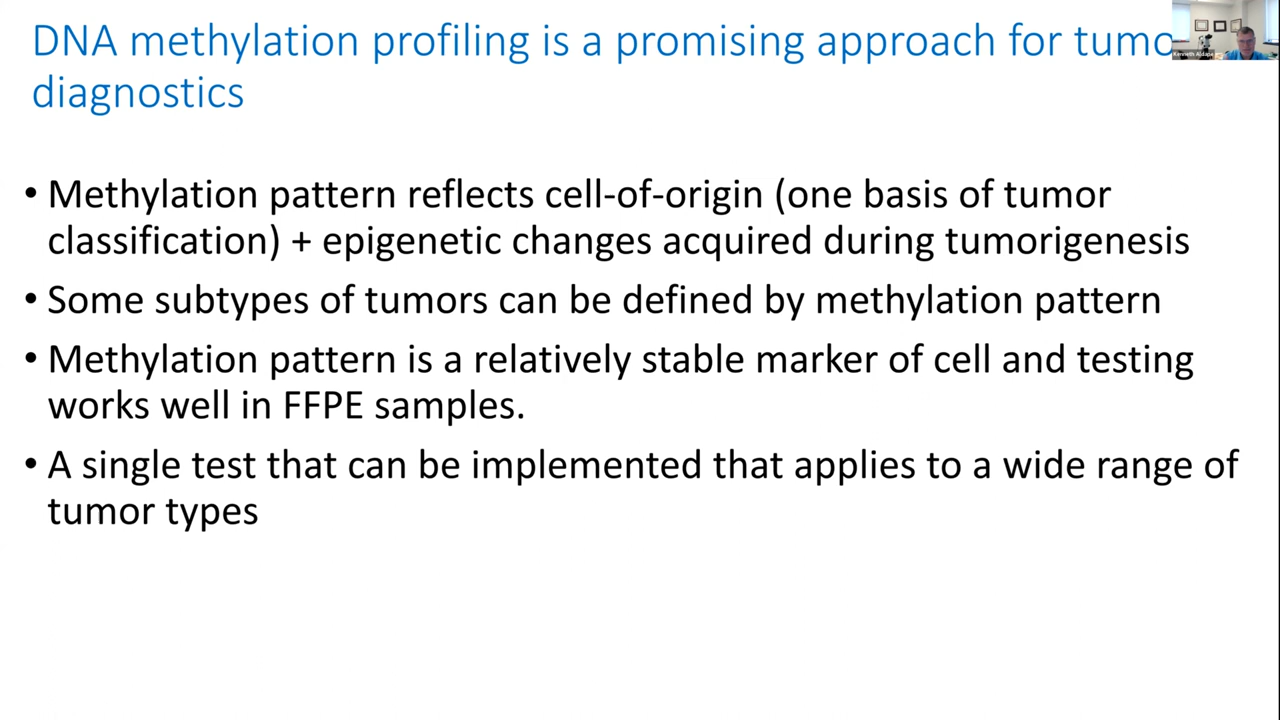 DNA methylation profiling is a promising approach for tumo
diagnostics
Kenneth Aldape
• Methylation pattern reflects cell-of-origin (one basis of tumor
classification) + epigenetic changes acquired during tumorigenesis
• Some subtypes of tumors can be defined by methylation pattern
• Methylation pattern is a relatively stable marker of cell and testing
works well in FFPE samples.
• A single test that can be implemented that applies to a wide range of
tumor types